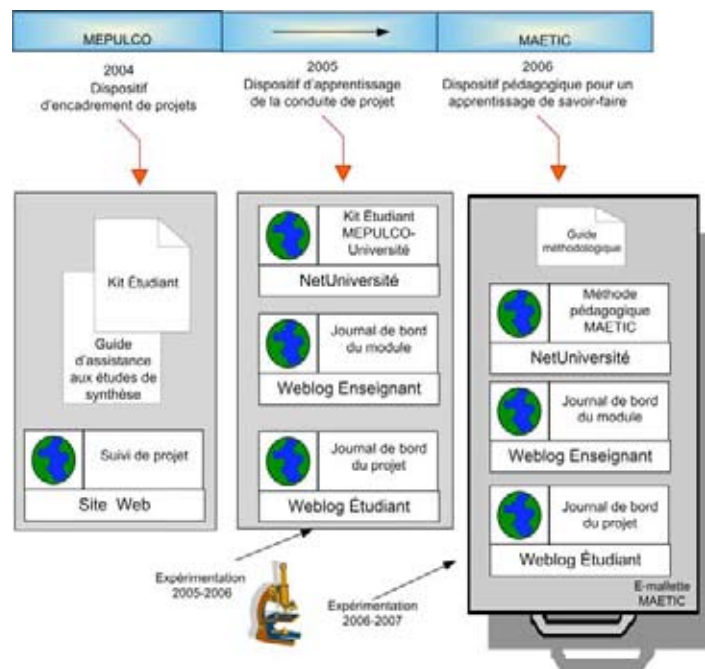 MEPULCO
MAETIC
2004
Dispositif
d'encadrement de projets
2005
Dispositif d'apprentissage
de la conduite de projet
2006
Dispositif pédagogique pour un
apprentissage de savoir-faire
Kit Étudiant
Guide
d'assistance
aux études de
synthèse
Suivi de projet
Site Web
Kit Étudiant
MEPULCO-
Université
NetUniversité
Journal de bord
du module
Weblog Enseignant
Journal de bord
du projet
Weblog Étudiant
Guide
méthodologique
Méthode
pédagogique
MAETIC
NetUniversité
Journal de bord
du module
Weblog Enseignant
Journal de bord
du projet
Weblog Étudiant
E-mallette
MAETIC
Expérimentation
2005-2006
Expérimentation
2006-2007